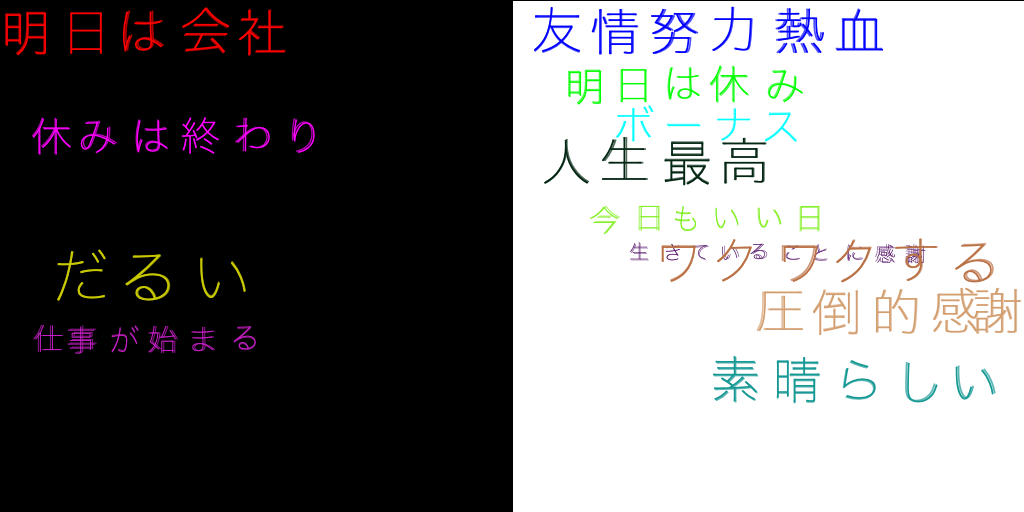 明日は会社
休みは終わり
だるい
仕事が始まる
友情努力熱血
明日は休み
ボーナス
人生最高
今日もいい日
生きていることに感謝
ワクワクする
圧倒的感謝
素晴らしい